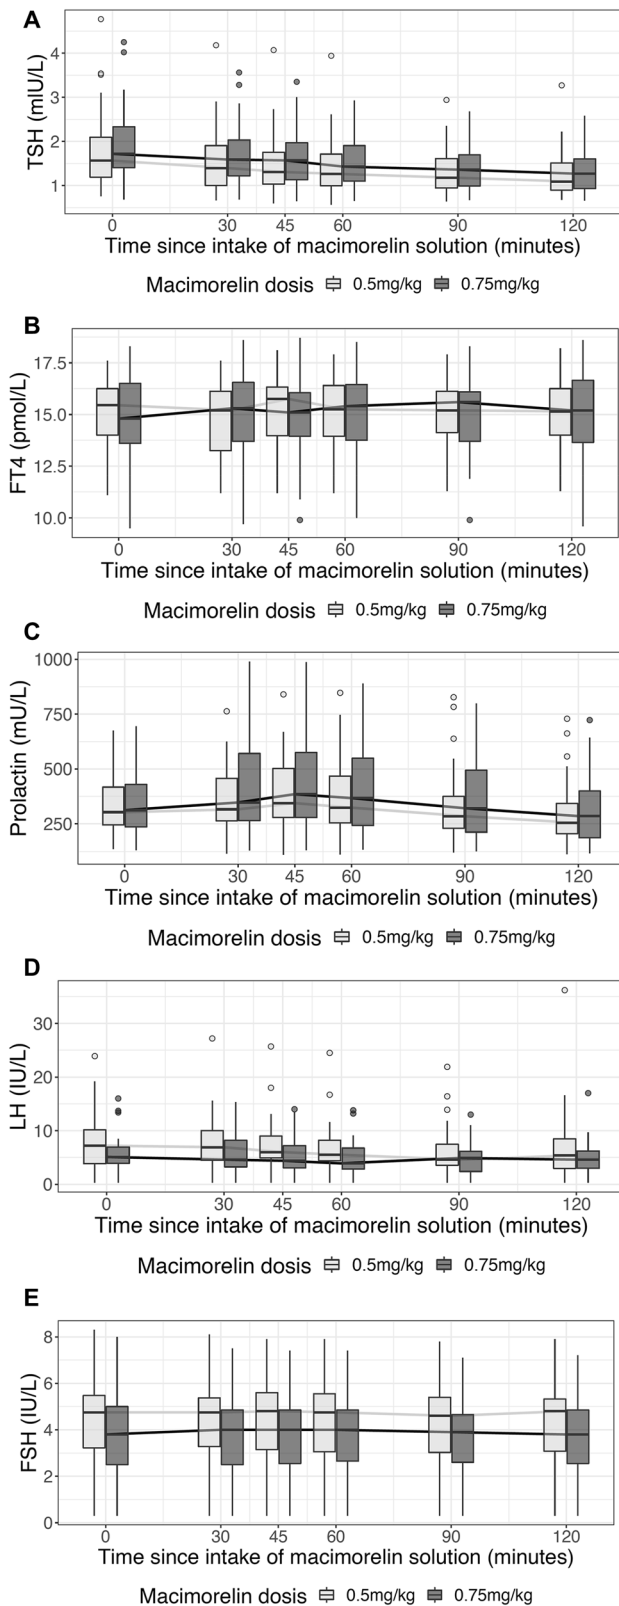 A
TSH (mIU/L)
4
3
2
1
0 30 45 60 90 120
Time since intake of macimorelin solution (minutes)
Macimorelin dosis 0.5mg/kg 0.75mg/kg
B
FT4 (pmol/L)
17.5
15.0
12.5
10.0
0 30 45 60 90 120
Time since intake of macimorelin solution (minutes)
Macimorelin dosis 0.5mg/kg 0.75mg/kg
C
Prolactin (mU/L)
1000
750
500
250
0 30 45 60 90 120
Time since intake of macimorelin solution (minutes)
Macimorelin dosis 0.5mg/kg 0.75mg/kg
D
LH (IU/L)
30
20
10
0
0 30 45 60 90 120
Time since intake of macimorelin solution (minutes)
Macimorelin dosis 0.5mg/kg 0.75mg/kg
E
FSH (IU/L)
8
6
4
2
0
0 30 45 60 90 120
Time since intake of macimorelin solution (minutes)
Macimorelin dosis 0.5mg/kg 0.75mg/kg